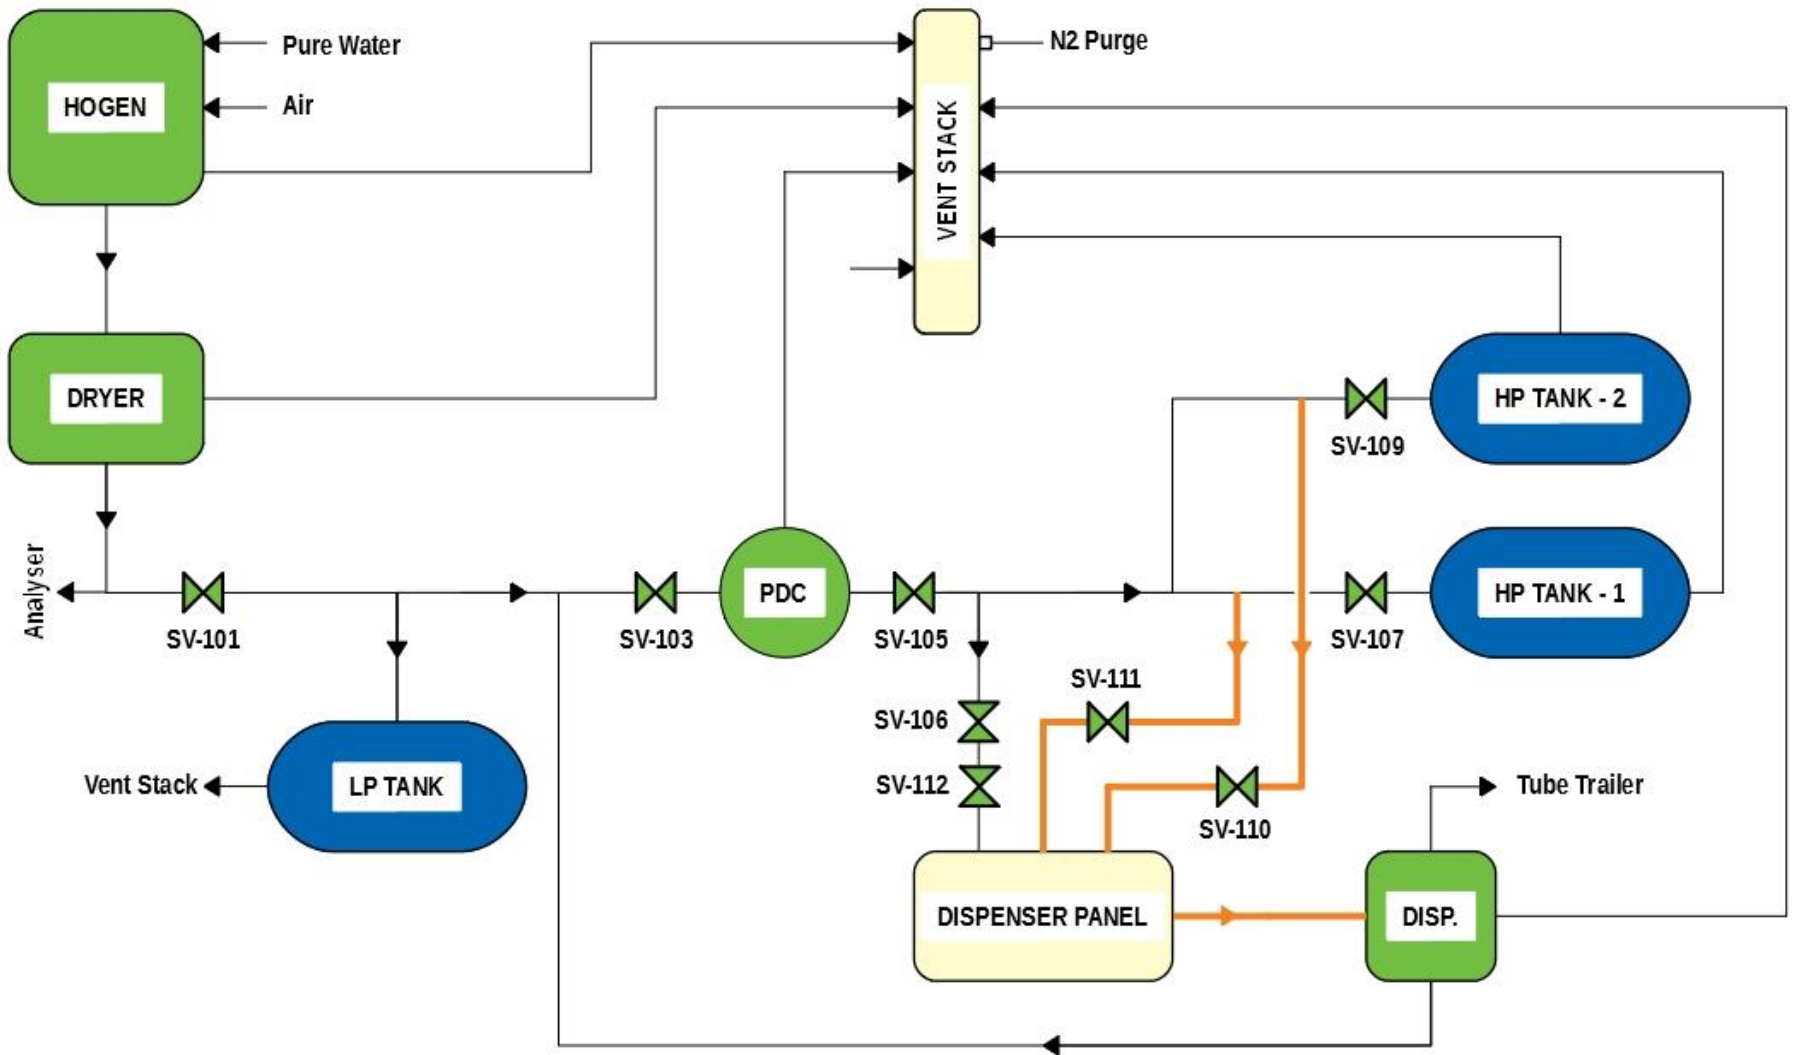 Pure Water
N2 Purge
HOGEN
Air
VENT STACK
DRYER
HP TANK - 2
SV-109
Analyser
PDC
HP TANK - 1
SV-101
SV-103
SV-105
SV-107
SV-111
SV-106
Vent Stack
LP TANK
SV-112
Tube Trailer
SV-110
DISPENSER PANEL
DISP.